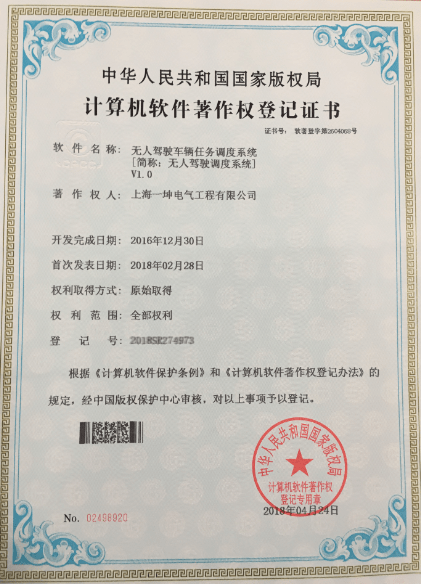 中华人民共和国国家版权局
计算机软件著作权登记证书
证书号： 软著登字第2604068号
软件名称： 无人驾驶车辆任务调度系统
[简称：无人驾驶调度系统]
V1.0
著作权人： 上海一坤电气工程有限公司
开发完成日期： 2016年12月30日
首次发表日期： 2018年02月28日
权利取得方式： 原始取得
权利范围： 全部权利
登记号： 2018SR274973
根据《计算机软件保护条例》和《计算机软件著作权登记办法》的
规定，经中国版权保护中心审核，对以上事项予以登记。
中华人民共和国国家版权局
计算机软件著作权
登记专用章
2018年04月24日
No. 02498920